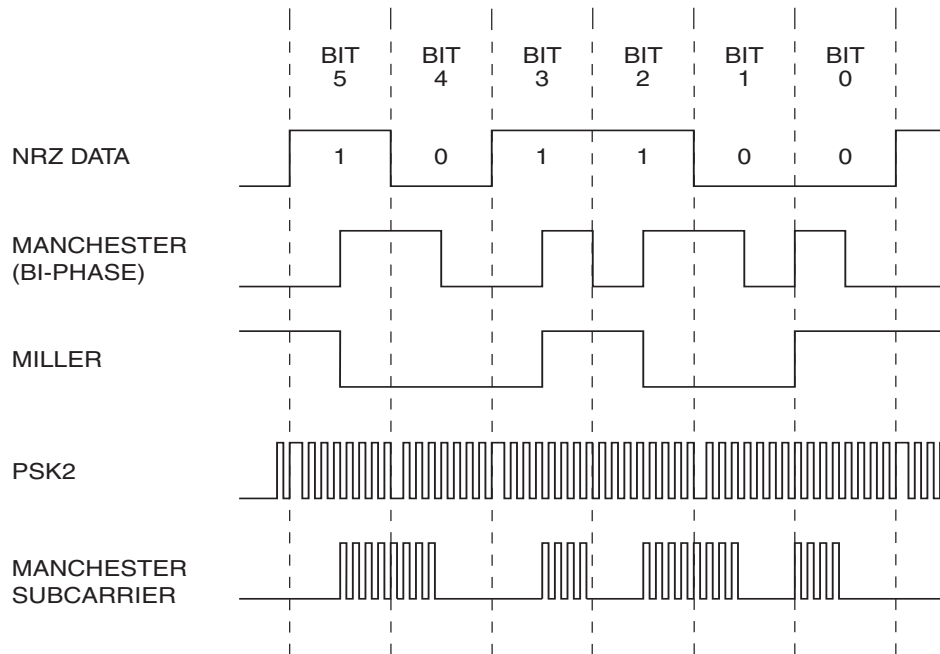 BIT 5
BIT 4
BIT 3
BIT 2
BIT 1
BIT 0
NRZ DATA
1 0 1 1 0 0
MANCHESTER
(BI-PHASE)
MILLER
PSK2
MANCHESTER
SUBCARRIER